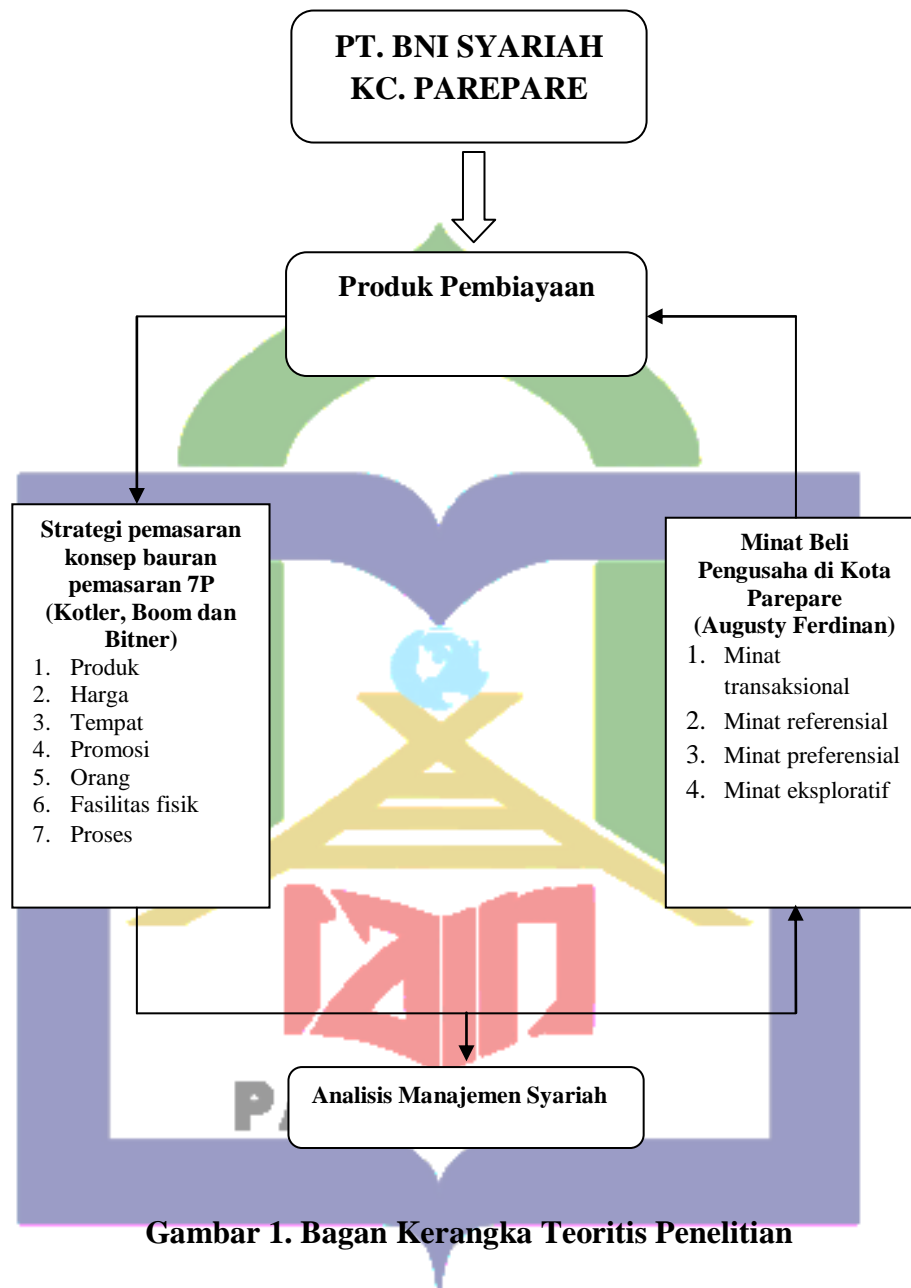 PT. BNI SYARIAH
KC. PAREPARE
Produk Pembiayaan
Strategi pemasaran
konsep bauran
pemasaran 7P
(Kotler, Boom dan
Bitner)
1. Produk
2. Harga
3. Tempat
4. Promosi
5. Orang
6. Fasilitas fisik
7. Proses
Minat Beli
Pengusaha di Kota
Parepare
(Augusty Ferdinan)
1. Minat
transaksional
2. Minat referensial
3. Minat preferensial
4. Minat eksploratif
Analisis Manajemen Syariah
Gambar 1. Bagan Kerangka Teoritis Penelitian